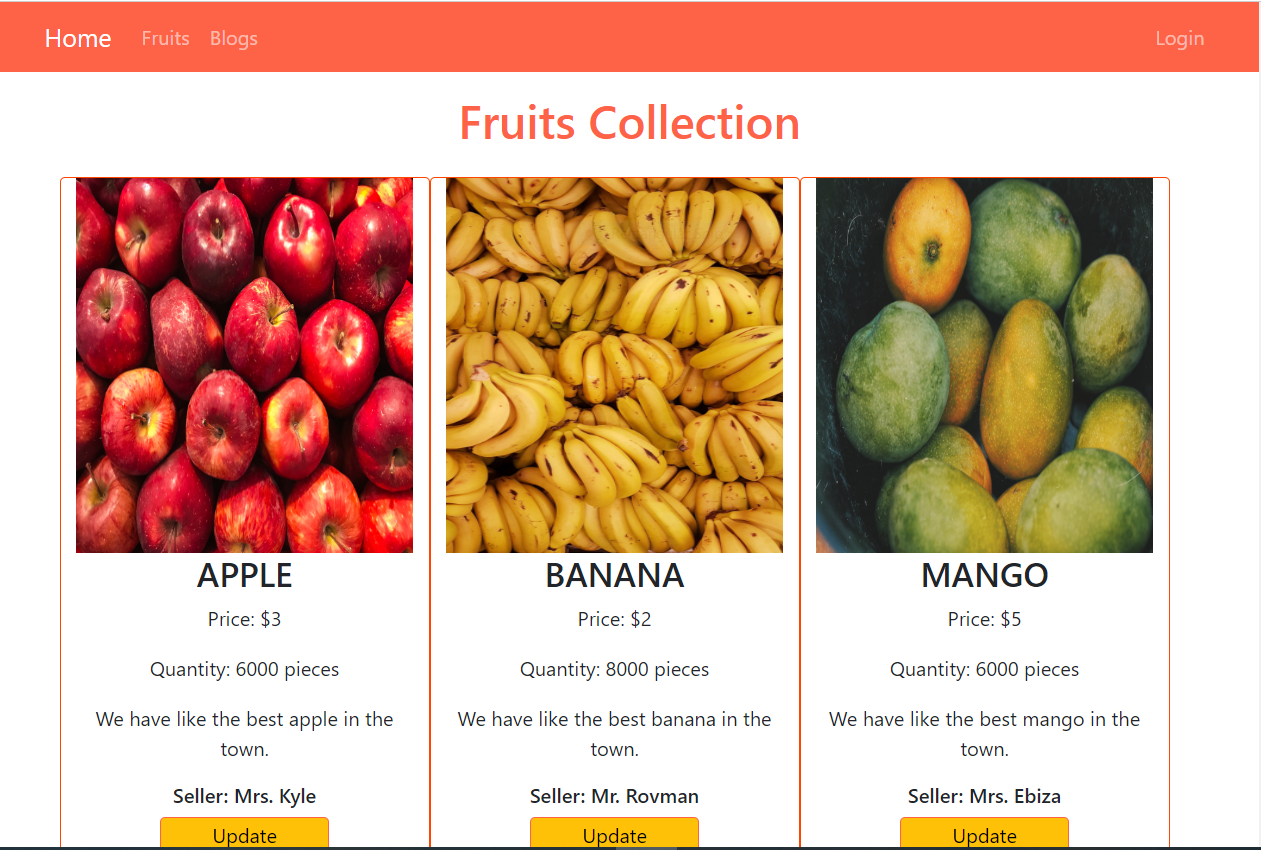 Home Fruits Blogs Login
Fruits Collection
APPLE
Price: $3
Quantity: 6000 pieces
We have like the best apple in the
town.
Seller: Mrs. Kyle
Update
BANANA
Price: $2
Quantity: 8000 pieces
We have like the best banana in the
town.
Seller: Mr. Rovman
Update
MANGO
Price: $5
Quantity: 6000 pieces
We have like the best mango in the
town.
Seller: Mrs. Ebiza
Update